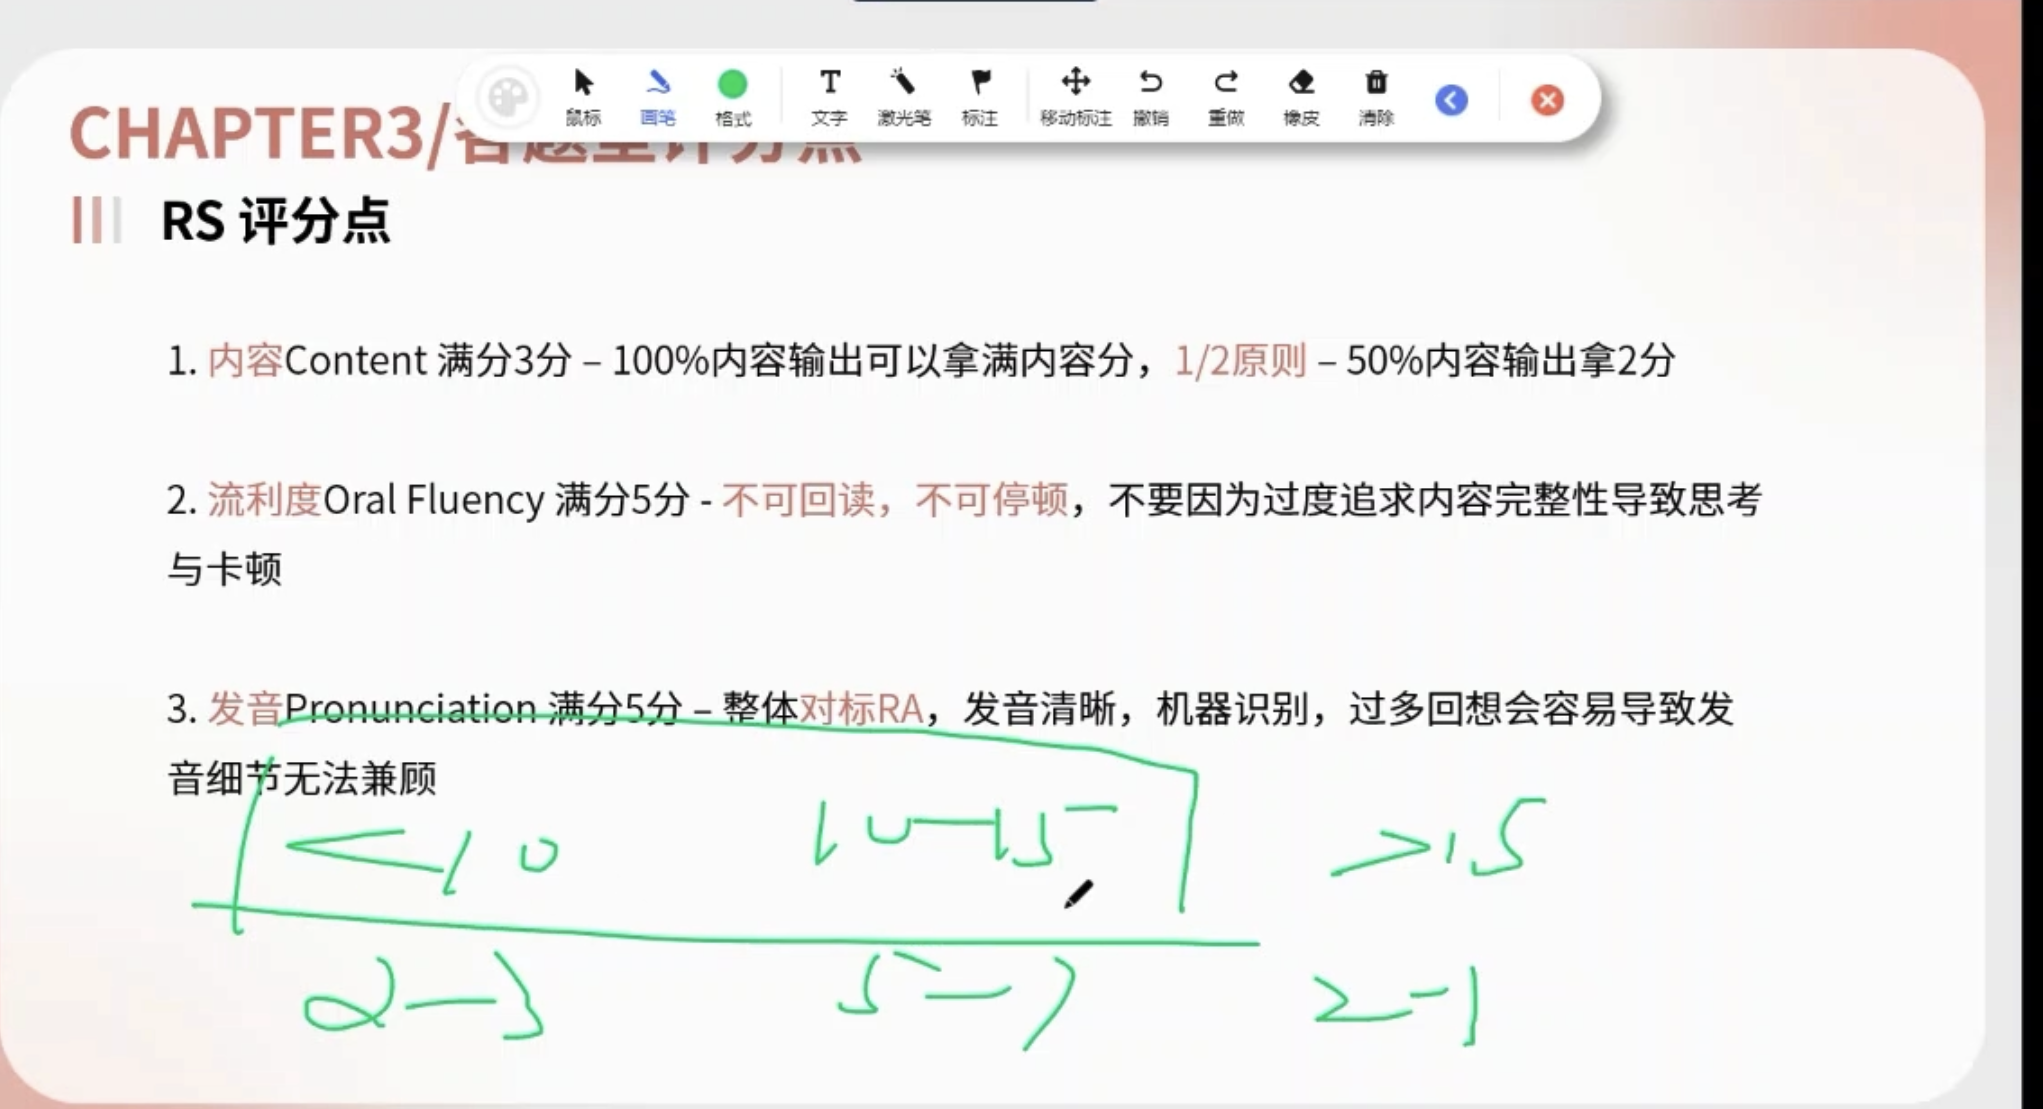 鼠标 画笔 格式 文字 激光笔 标注 移动标注 撤销 重做 橡皮 清除
CHAPTER3/各题型评分点
RS 评分点
1. 内容Content 满分3分 – 100%内容输出可以拿满内容分，1/2原则 – 50%内容输出拿2分
2. 流利度Oral Fluency 满分5分 - 不可回读，不可停顿，不要因为过度追求内容完整性导致思考
与卡顿
3. 发音Pronunciation 满分5分 – 整体对标RA，发音清晰，机器识别，过多回想会容易导致发
音细节无法兼顾
<10 10—15 >15
2—3 5—7 2-1